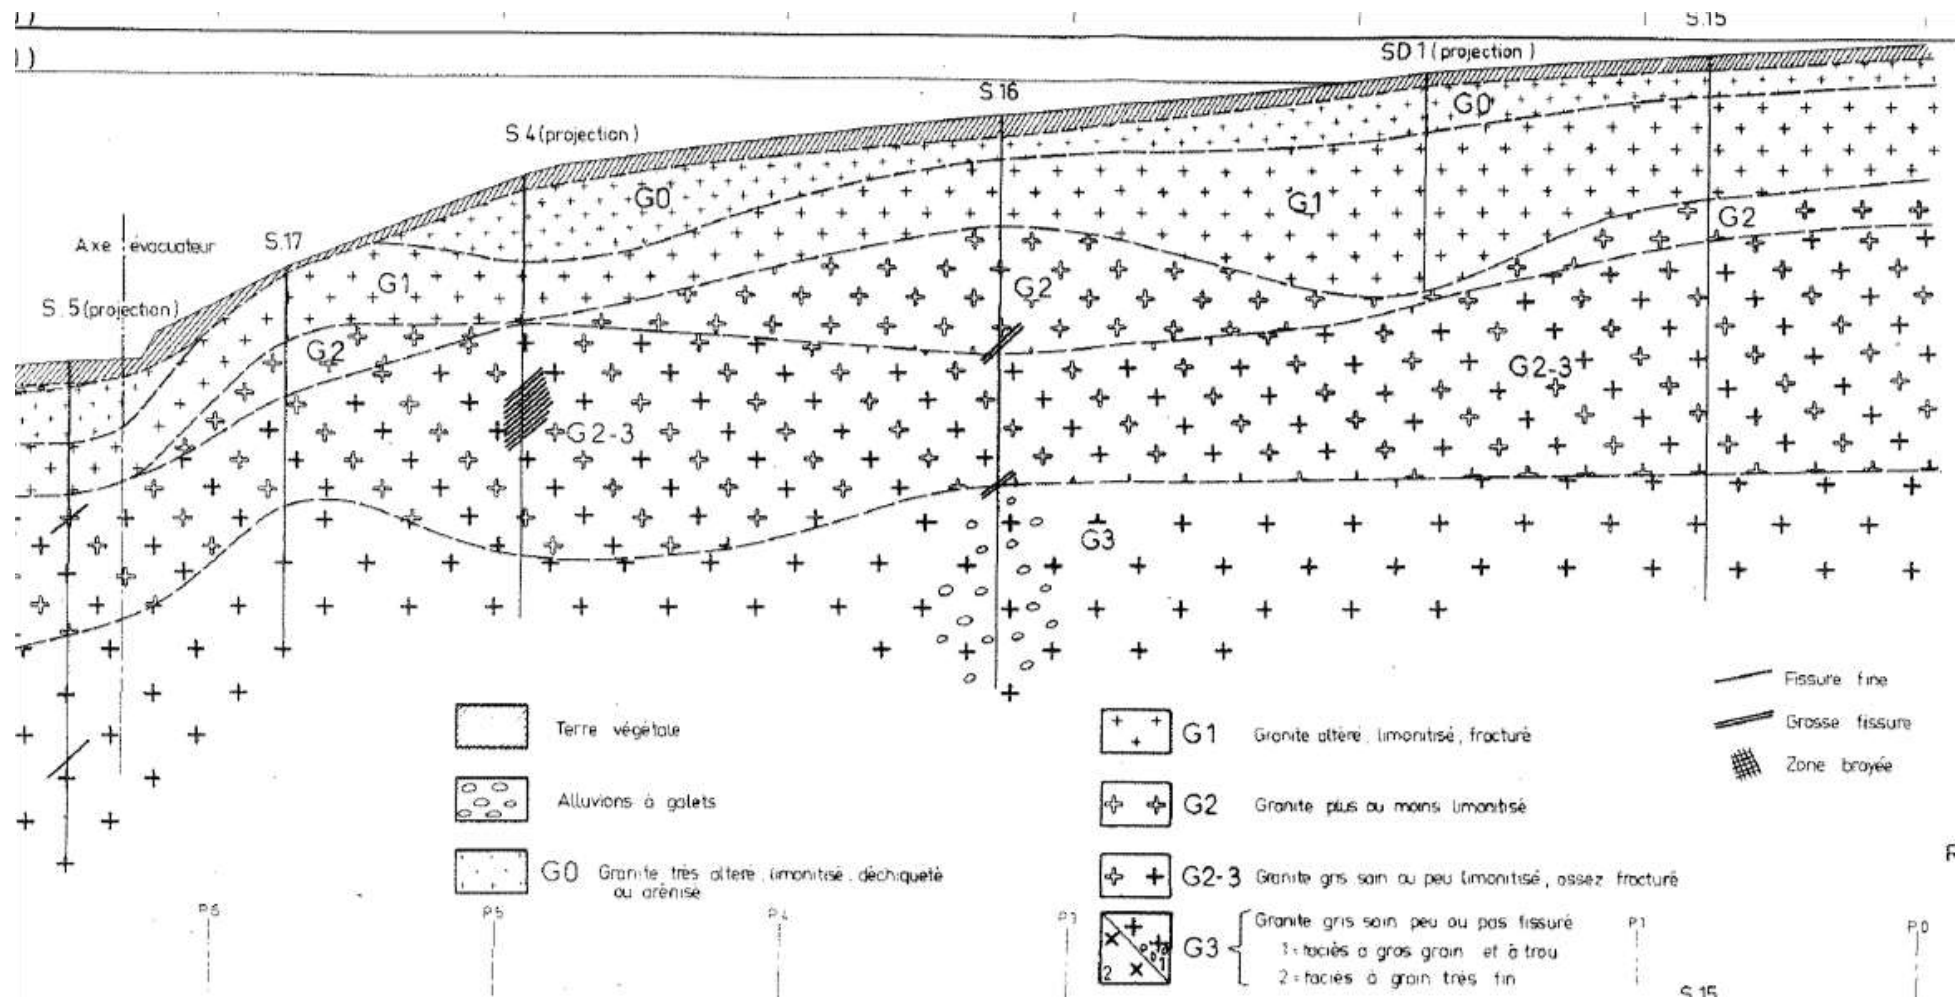 S.15
SD1 (projection)
S 16
S 4 (projection)
G0
G0
G1
Axe évacuateur
S.17
G2
G1
G2
S.5 (projection)
G2
G2-3
G2-3
G3
Fissure fine
Terre végétale
G1 Granite altéré, limonitisé, fracturé
Grosse fissure
Zone broyée
Alluvions à galets
G2 Granite plus ou moins limonitisé
G0 Granite très altéré, limonitisé, déchiqueté
ou arénisé
G2-3 Granite gris sain ou peu limonitisé, assez fracturé
P6
P5
P4
P1
P0
G3 Granite gris sain peu ou pas fissuré
1 = faciès à gros grain et à trou
2 = faciès à grain très fin
1
2
S.15